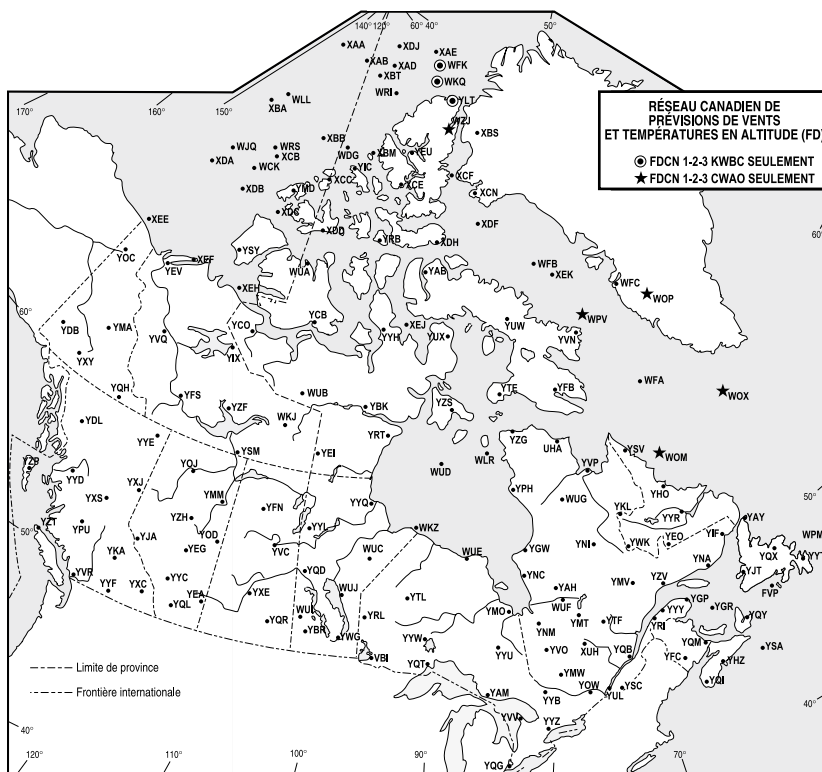 140° 120° 60° 40° 50°
XAA XDJ XAE
XAB XAD WFK
XBT WKQ
170° 160° 150° WLL WRI YLT
XBA WZJ
RÉSEAU CANADIEN DE
PRÉVISIONS DE VENTS
ET TEMPÉRATURES EN ALTITUDE (FD)
FDCN 1-2-3 KWBC SEULEMENT
FDCN 1-2-3 CWAO SEULEMENT
XBB XBS
WJQ WRS WDG XBM YEU
XDA XCB YIC
WCK
XDB YMD XCC XCE XCF
XCN
XDC
XEE XDD XDF
YRB XDH
60°
YOC YSY
YEV XEF WUA YAB WFB XEK
XEH WFC WOP
60°
YDB YMA YCO YCB XEJ YUW WPV
YVQ YYH YUX YVN
YXY YIX
WFA
YQH YFS WUB YTE YFB WOX
YZF YBK YZS
YDL WKJ
YYE YRT YZG
UHA YSV
YSM YEI WLR WOM
YZP YOJ WUD YVP
YYD
YXJ YPH YHO 50°
YXS YMM YFN YYQ WUG
YKL YYR YAY
YZT YPU YZH YYL WKZ WPM
50° YJA YOD YIF
YEG YVC YGW YNI YWK YEO YQX
YKA WUC WUE YNA YYT
YVR YQD YNC YJT
YYC YAH YMV YZV FVP
YYF YXC YEA YXE WUJ YTL WUF YGP
YQL YMO YMT YTF YYY YGR
YQR WUI YRL YNM YRI YQY
YBR
YWG YYW YVO XUH YQB YQM YSA
YYU
VBI YFC YHZ
Limite de province YQT YMW
YOW YSC YQI
Frontière internationale YAM YYB YUL
40°
YVV
40° YYZ
120° 110° 100° 90° 80° YQG 70°